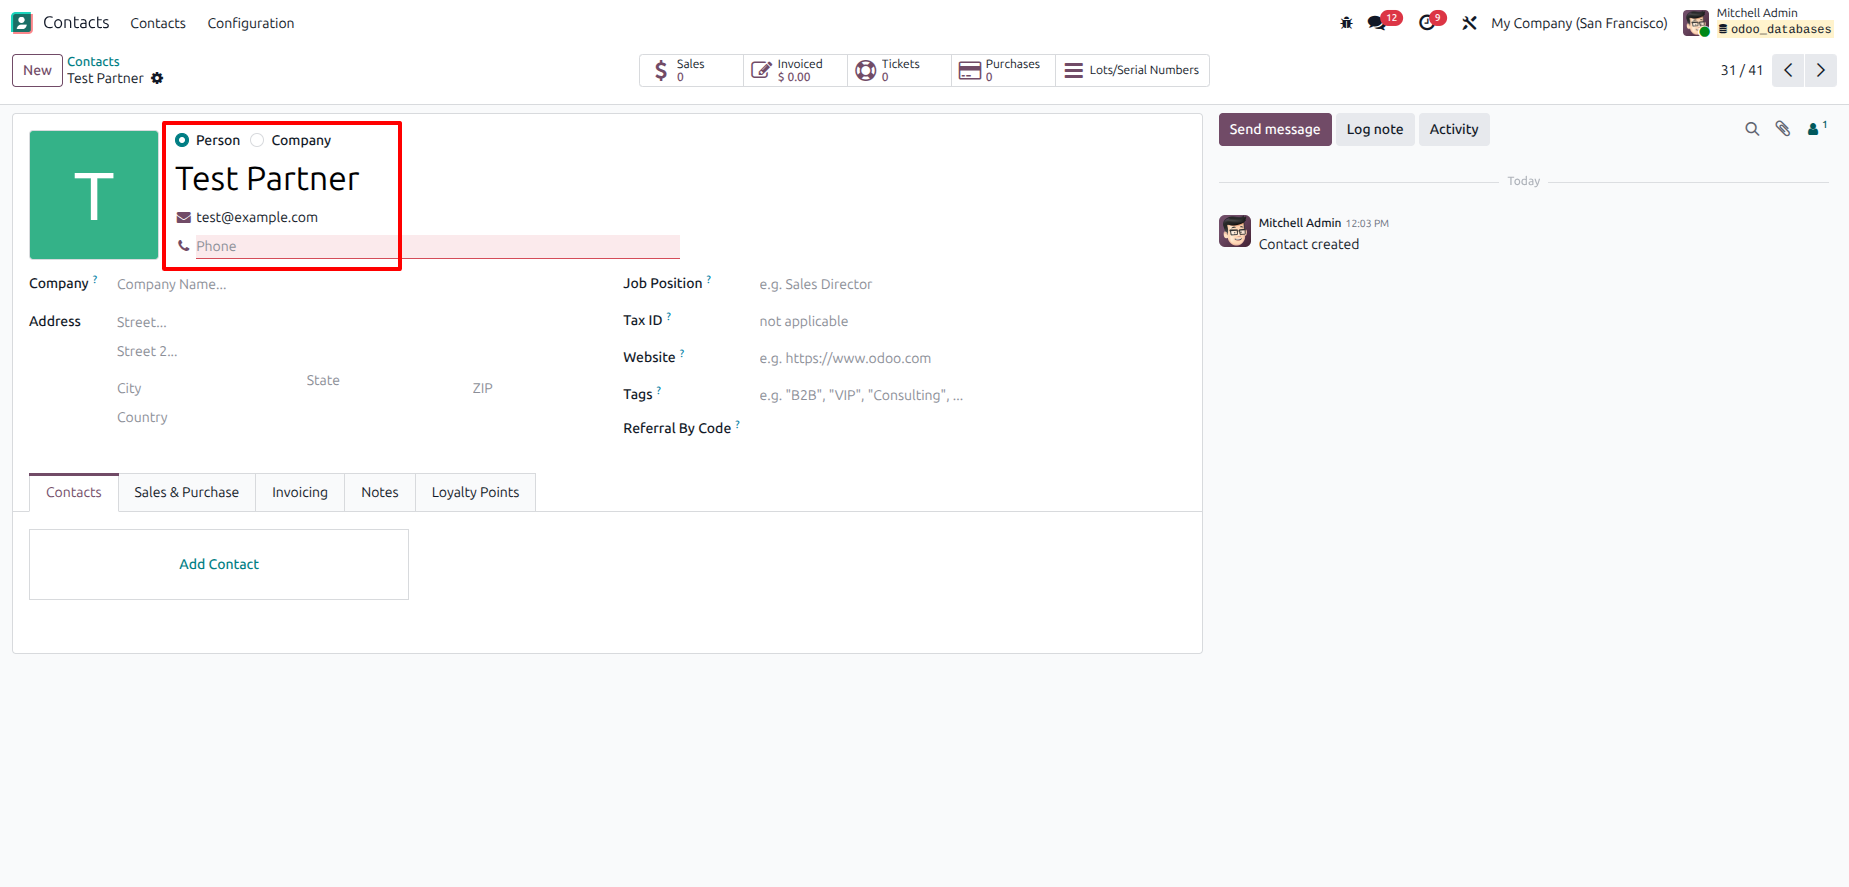 Contacts Contacts Configuration
12 9 My Company (San Francisco) Mitchell Admin
odoo_databases
New Contacts
Test Partner
Sales
0
Invoiced
$ 0.00
Tickets
0
Purchases
0
Lots/Serial Numbers
31 / 41
T
Person Company
Test Partner
test@example.com
Phone
Company ? Company Name...
Address Street...
Street 2...
City State ZIP
Country
Job Position ? e.g. Sales Director
Tax ID ? not applicable
Website ? e.g. https://www.odoo.com
Tags ? e.g. "B2B", "VIP", "Consulting", ...
Referral By Code ?
Contacts Sales & Purchase Invoicing Notes Loyalty Points
Add Contact
Send message Log note Activity 1
Today
Mitchell Admin 12:03 PM
Contact created